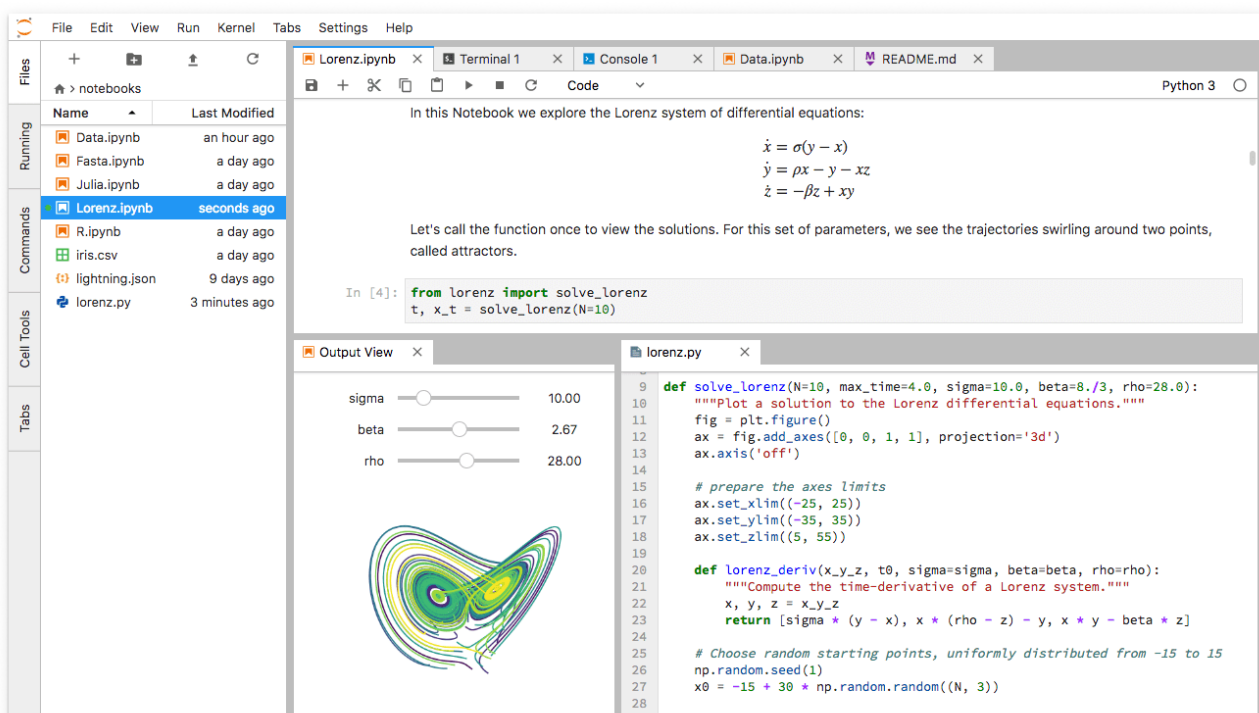 File Edit View Run Kernel Tabs Settings Help
Files
Running
Commands
Cell Tools
Tabs
> notebooks
Name Last Modified
Data.ipynb an hour ago
Fasta.ipynb a day ago
Julia.ipynb a day ago
Lorenz.ipynb seconds ago
R.ipynb a day ago
iris.csv a day ago
lightning.json 9 days ago
lorenz.py 3 minutes ago
Lorenz.ipynb Terminal 1 Console 1 Data.ipynb README.md
Code Python 3
In this Notebook we explore the Lorenz system of differential equations:
ẋ = σ(y − x)
ẏ = ρx − y − xz
ż = −βz + xy
Let's call the function once to view the solutions. For this set of parameters, we see the trajectories swirling around two points,
called attractors.
In [4]: from lorenz import solve_lorenz
t, x_t = solve_lorenz(N=10)
Output View
sigma 10.00
beta 2.67
rho 28.00
lorenz.py
9 def solve_lorenz(N=10, max_time=4.0, sigma=10.0, beta=8./3, rho=28.0):
10 """Plot a solution to the Lorenz differential equations."""
11 fig = plt.figure()
12 ax = fig.add_axes([0, 0, 1, 1], projection='3d')
13 ax.axis('off')
14
15 # prepare the axes limits
16 ax.set_xlim((-25, 25))
17 ax.set_ylim((-35, 35))
18 ax.set_zlim((5, 55))
19
20 def lorenz_deriv(x_y_z, t0, sigma=sigma, beta=beta, rho=rho):
21 """Compute the time-derivative of a Lorenz system."""
22 x, y, z = x_y_z
23 return [sigma * (y - x), x * (rho - z) - y, x * y - beta * z]
24
25 # Choose random starting points, uniformly distributed from -15 to 15
26 np.random.seed(1)
27 x0 = -15 + 30 * np.random.random((N, 3))
28